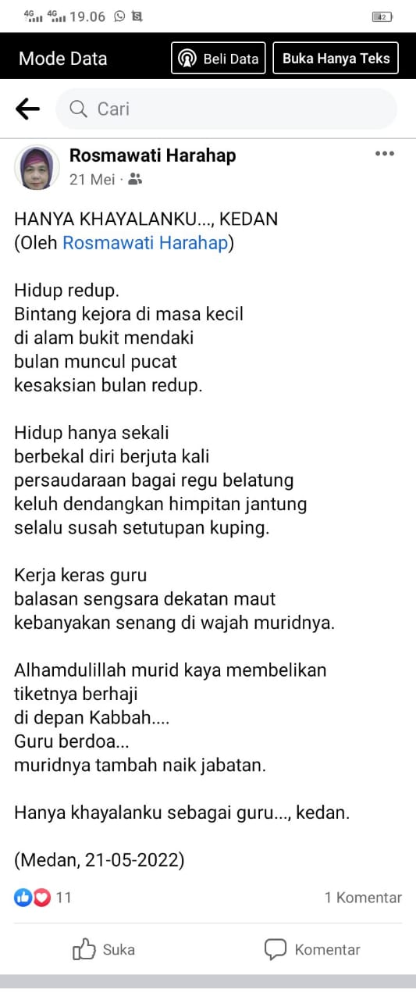 4G 4G 19.06 42
Mode Data Beli Data Buka Hanya Teks
Cari
Rosmawati Harahap
21 Mei ·
HANYA KHAYALANKU..., KEDAN
(Oleh Rosmawati Harahap)
Hidup redup.
Bintang kejora di masa kecil
di alam bukit mendaki
bulan muncul pucat
kesaksian bulan redup.
Hidup hanya sekali
berbekal diri berjuta kali
persaudaraan bagai regu belatung
keluh dendangkan himpitan jantung
selalu susah setutupan kuping.
Kerja keras guru
balasan sengsara dekatan maut
kebanyakan senang di wajah muridnya.
Alhamdulillah murid kaya membelikan
tiketnya berhaji
di depan Kabbah....
Guru berdoa...
muridnya tambah naik jabatan.
Hanya khayalanku sebagai guru..., kedan.
(Medan, 21-05-2022)
11 1 Komentar
Suka Komentar